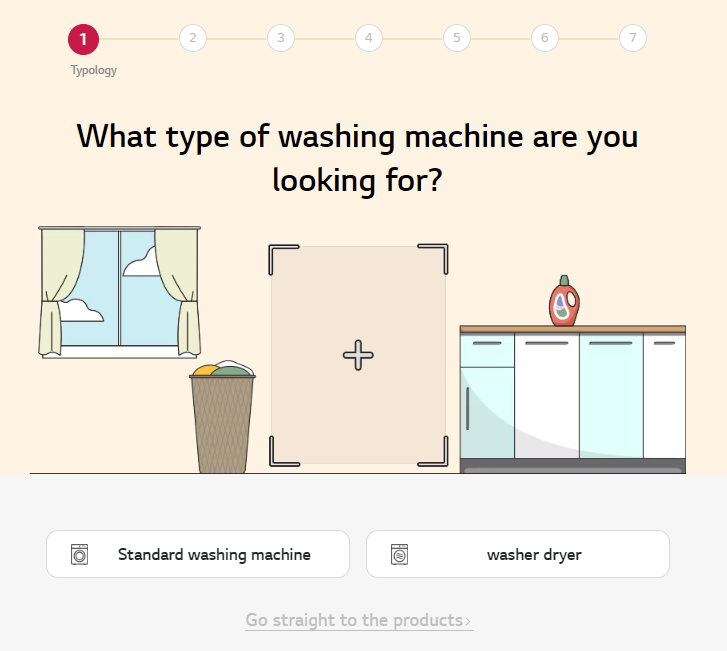 1 2 3 4 5 6 7
Typology
What type of washing machine are you
looking for?
Standard washing machine
washer dryer
Go straight to the products›